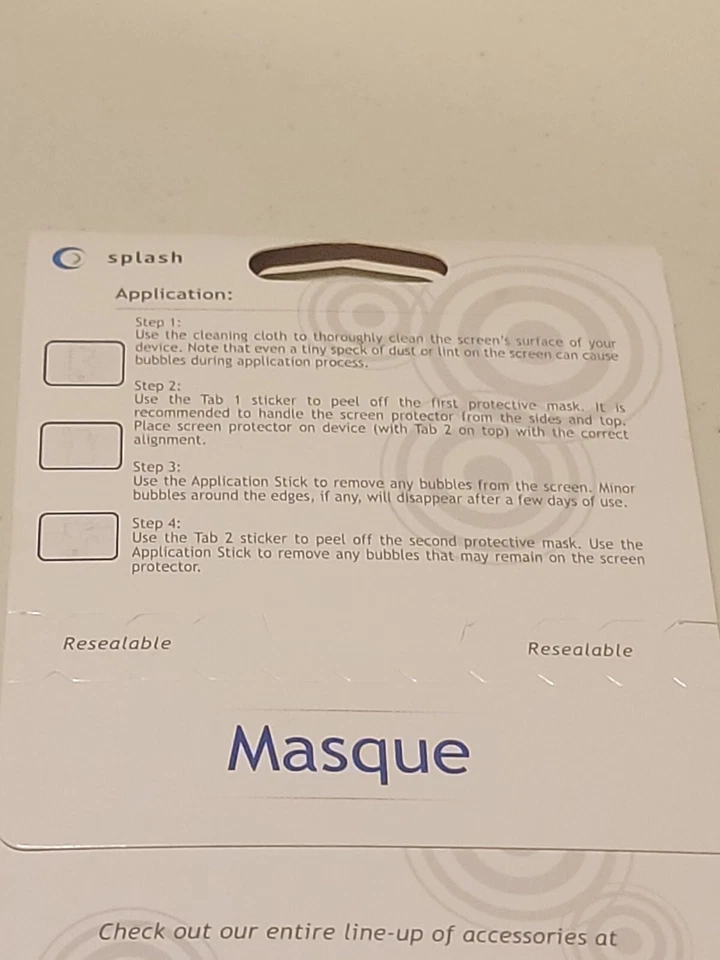 splash
Application:
Step 1:
Use the cleaning cloth to thoroughly clean the screen's surface of your
device. Note that even a tiny speck of dust or lint on the screen can cause
bubbles during application process.
Step 2:
Use the Tab 1 sticker to peel off the first protective mask. It is
recommended to handle the screen protector from the sides and top.
Place screen protector on device (with Tab 2 on top) with the correct
alignment.
Step 3:
Use the Application Stick to remove any bubbles from the screen. Minor
bubbles around the edges, if any, will disappear after a few days of use.
Step 4:
Use the Tab 2 sticker to peel off the second protective mask. Use the
Application Stick to remove any bubbles that may remain on the screen
protector.
Resealable
Resealable
Masque
Check out our entire line-up of accessories at